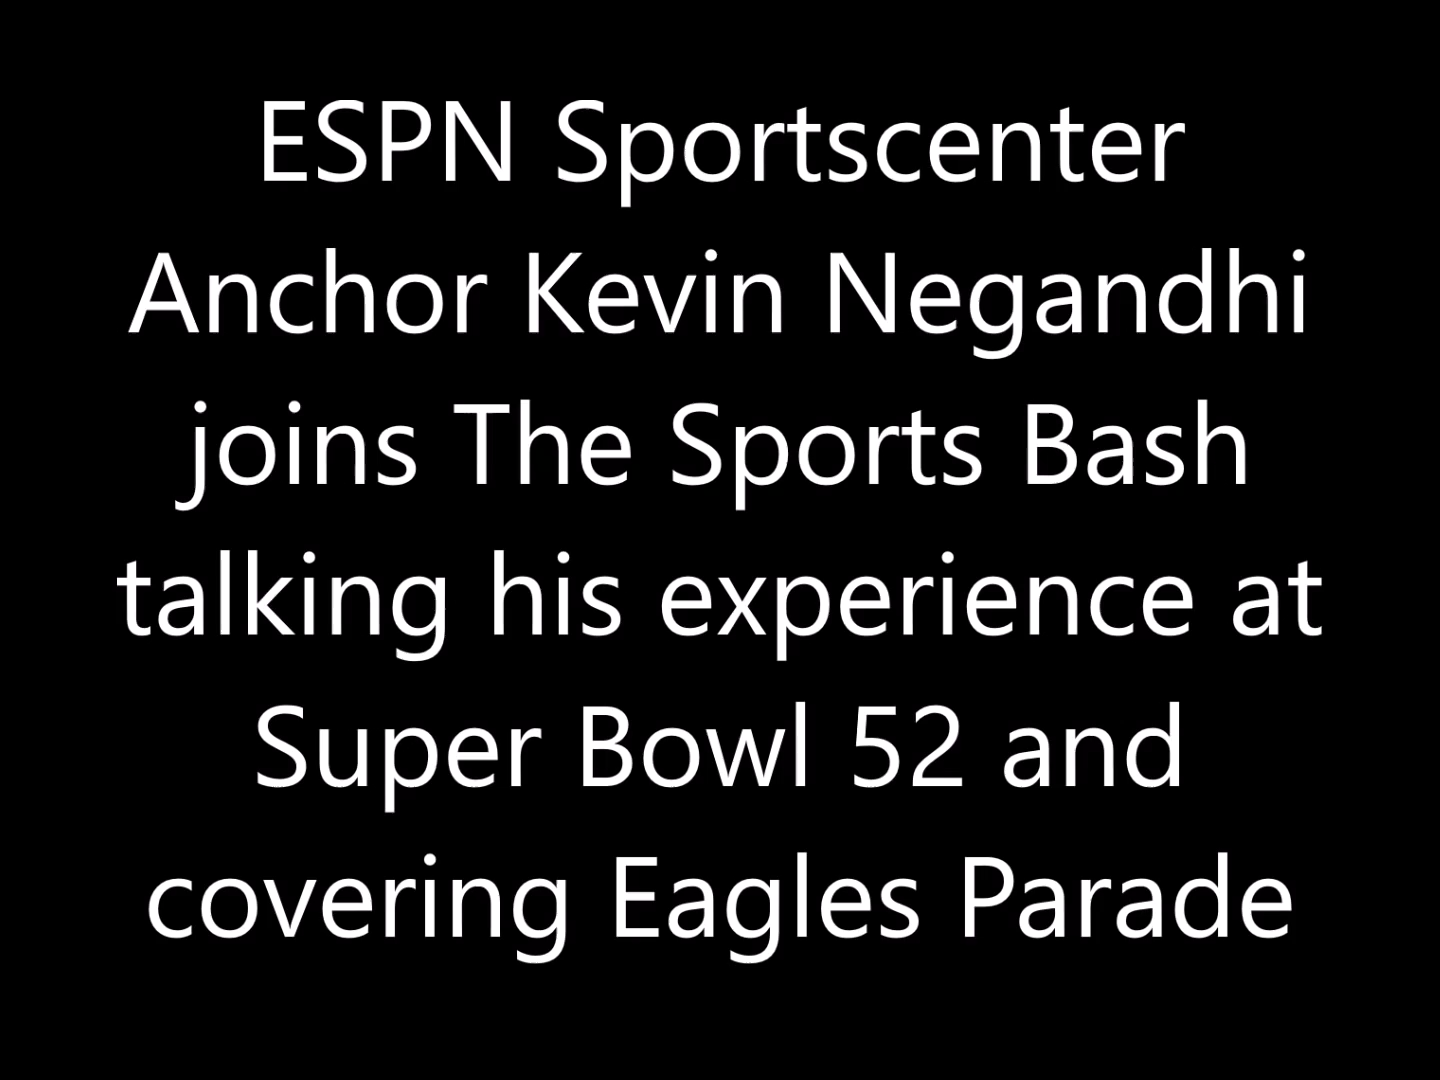 ESPN Sportscenter
Anchor Kevin Negandhi
joins The Sports Bash
talking his experience at
Super Bowl 52 and
covering Eagles Parade